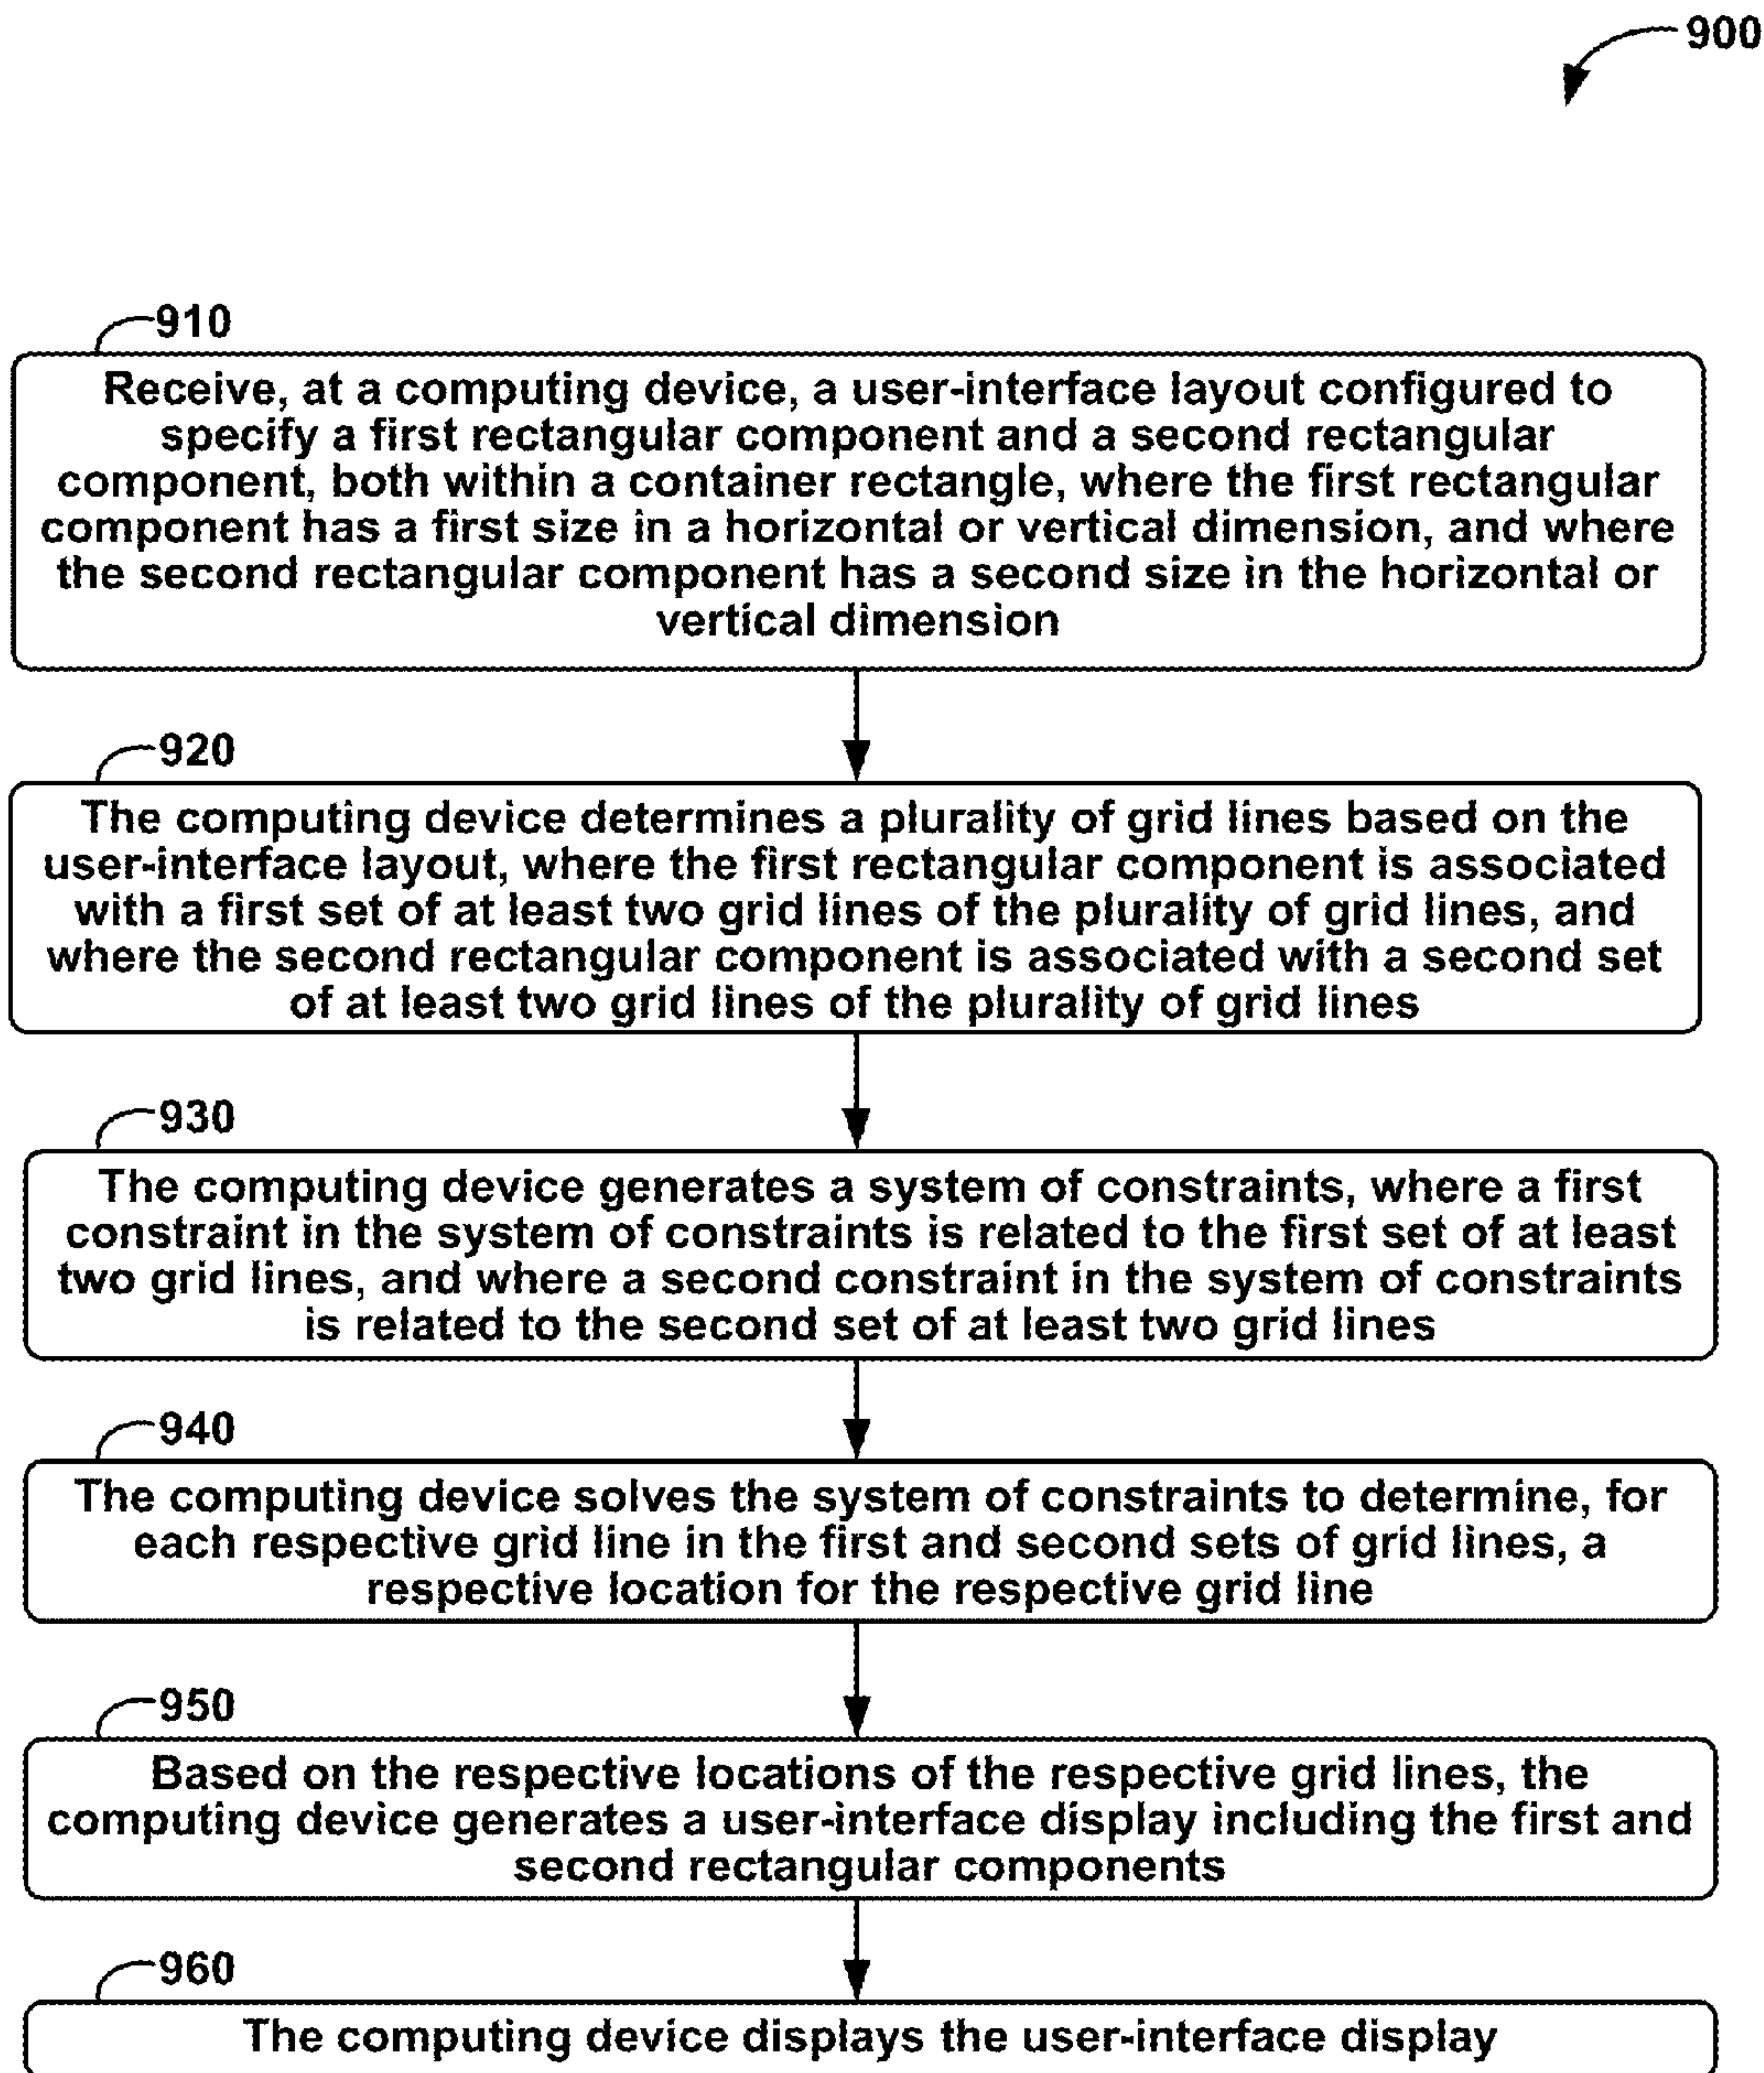 900
910
Receive, at a computing device, a user-interface layout configured to
specify a first rectangular component and a second rectangular
component, both within a container rectangle, where the first rectangular
component has a first size in a horizontal or vertical dimension, and where
the second rectangular component has a second size in the horizontal or
vertical dimension
920
The computing device determines a plurality of grid lines based on the
user-interface layout, where the first rectangular component is associated
with a first set of at least two grid lines of the plurality of grid lines, and
where the second rectangular component is associated with a second set
of at least two grid lines of the plurality of grid lines
930
The computing device generates a system of constraints, where a first
constraint in the system of constraints is related to the first set of at least
two grid lines, and where a second constraint in the system of constraints
is related to the second set of at least two grid lines
940
The computing device solves the system of constraints to determine, for
each respective grid line in the first and second sets of grid lines, a
respective location for the respective grid line
950
Based on the respective locations of the respective grid lines, the
computing device generates a user-interface display including the first and
second rectangular components
960
The computing device displays the user-interface display